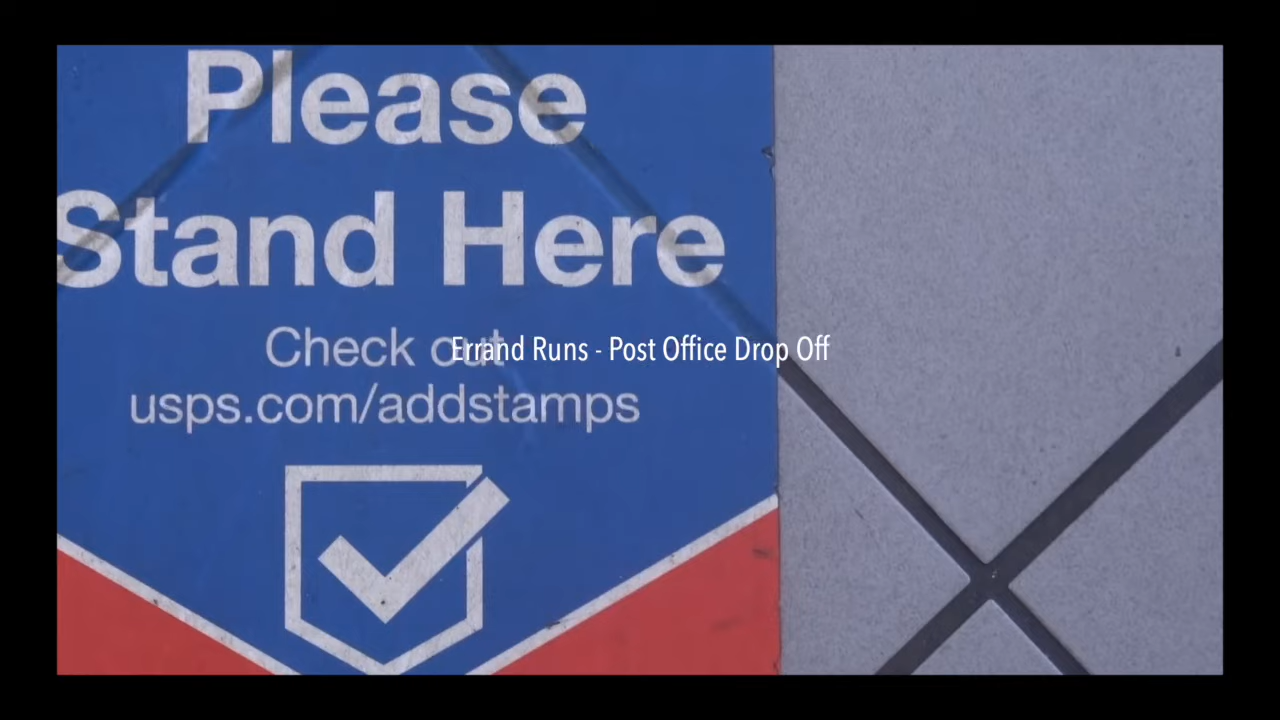 Please
Stand Here
Check out
Errand Runs - Post Office Drop Off
usps.com/addstamps